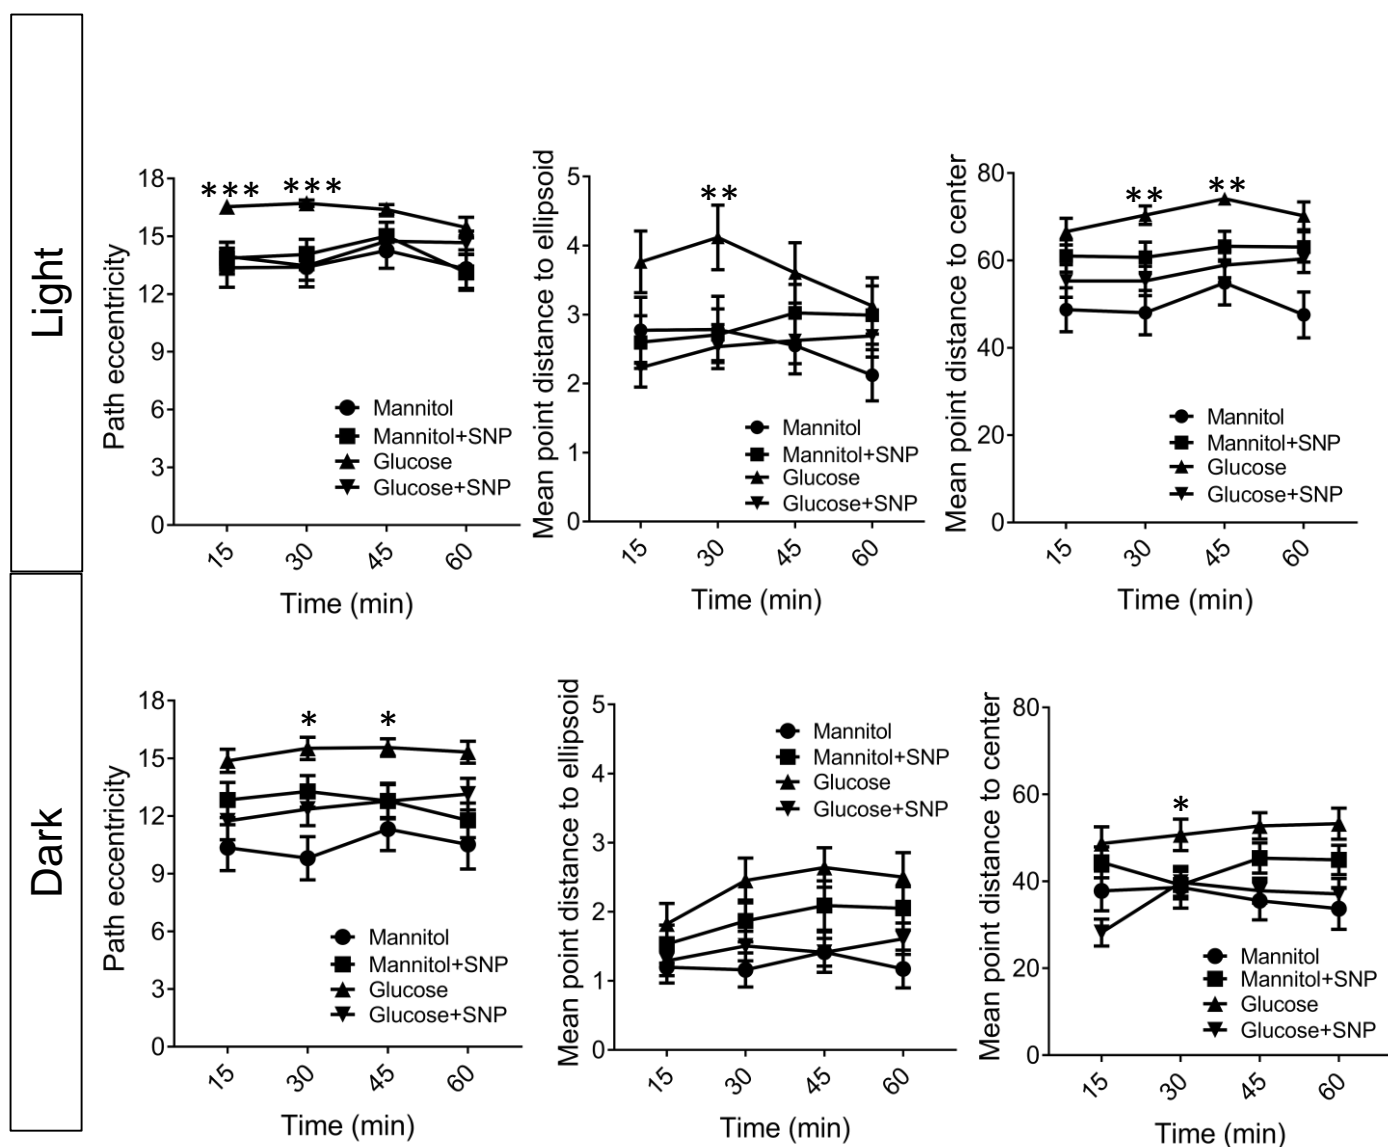 Light
Path eccentricity
18
15
12
9
6
3
0
***
***
Mannitol
Mannitol+SNP
Glucose
Glucose+SNP
15
30
45
60
Time (min)
Mean point distance to ellipsoid
5
4
3
2
1
0
**
Mannitol
Mannitol+SNP
Glucose
Glucose+SNP
15
30
45
60
Time (min)
Mean point distance to center
80
60
40
20
0
**
**
Mannitol
Mannitol+SNP
Glucose
Glucose+SNP
15
30
45
60
Time (min)
Dark
Path eccentricity
18
15
12
9
6
3
0
*
*
Mannitol
Mannitol+SNP
Glucose
Glucose+SNP
15
30
45
60
Time (min)
Mean point distance to ellipsoid
5
4
3
2
1
0
Mannitol
Mannitol+SNP
Glucose
Glucose+SNP
15
30
45
60
Time (min)
Mean point distance to center
80
60
40
20
0
*
Mannitol
Mannitol+SNP
Glucose
Glucose+SNP
15
30
45
60
Time (min)